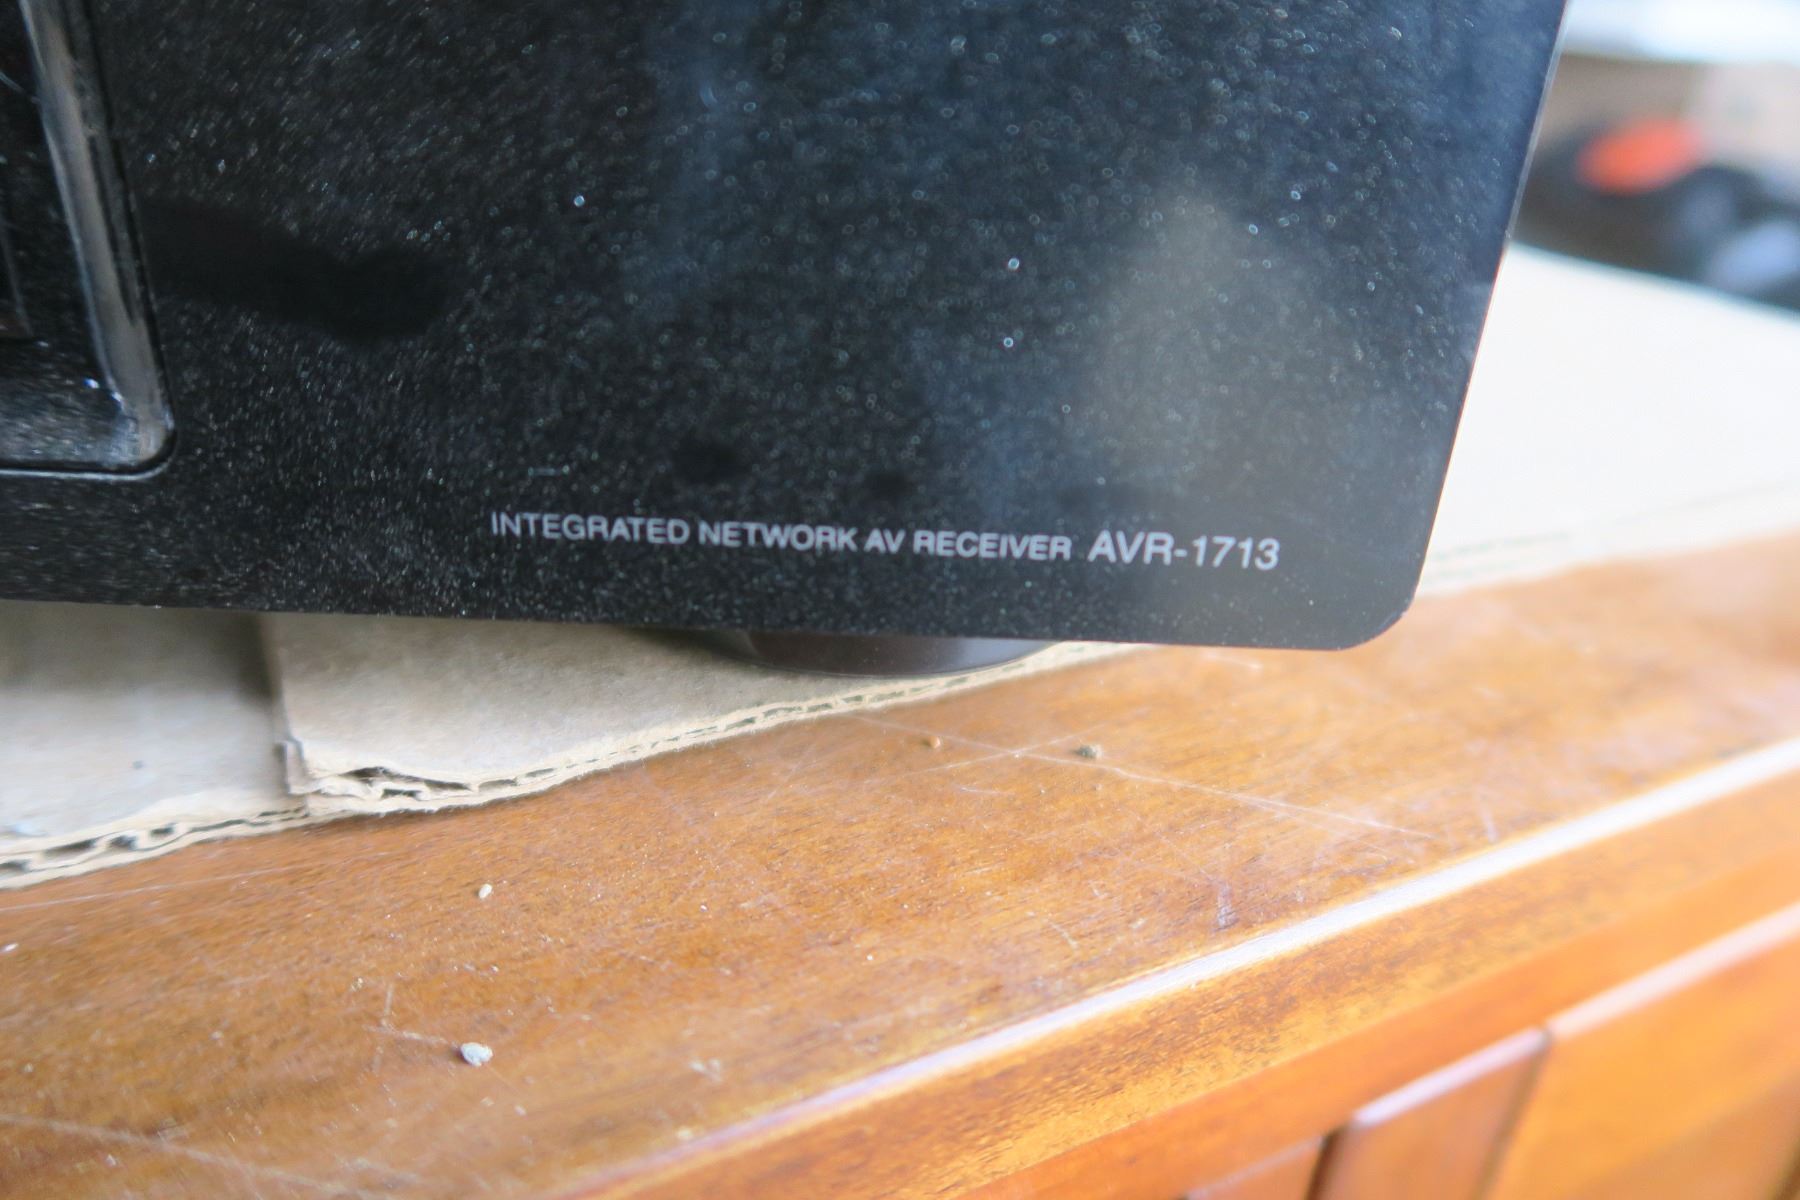 INTEGRATED NETWORK AV RECEIVER AVR-1713